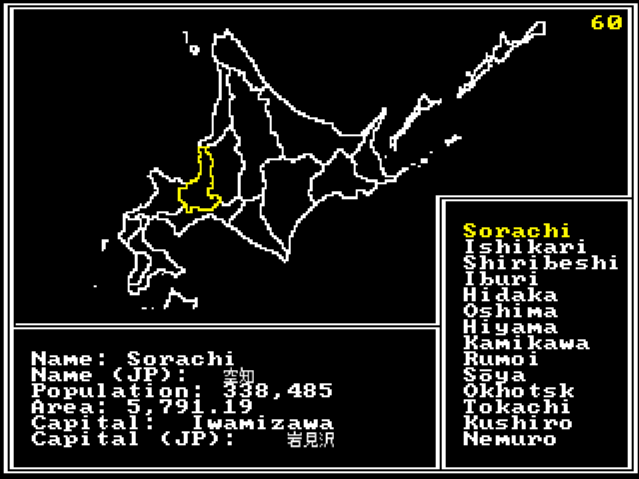 60
Sorachi
Ishikari
Shiribeshi
Iburi
Hidaka
Oshima
Hiyama
Kamikawa
Rumoi
Sōya
Okhotsk
Tokachi
Kushiro
Nemuro
Name: Sorachi
Name (JP): 空知
Population: 338,485
Area: 5,791.19
Capital: Iwamizawa
Capital (JP): 岩見沢